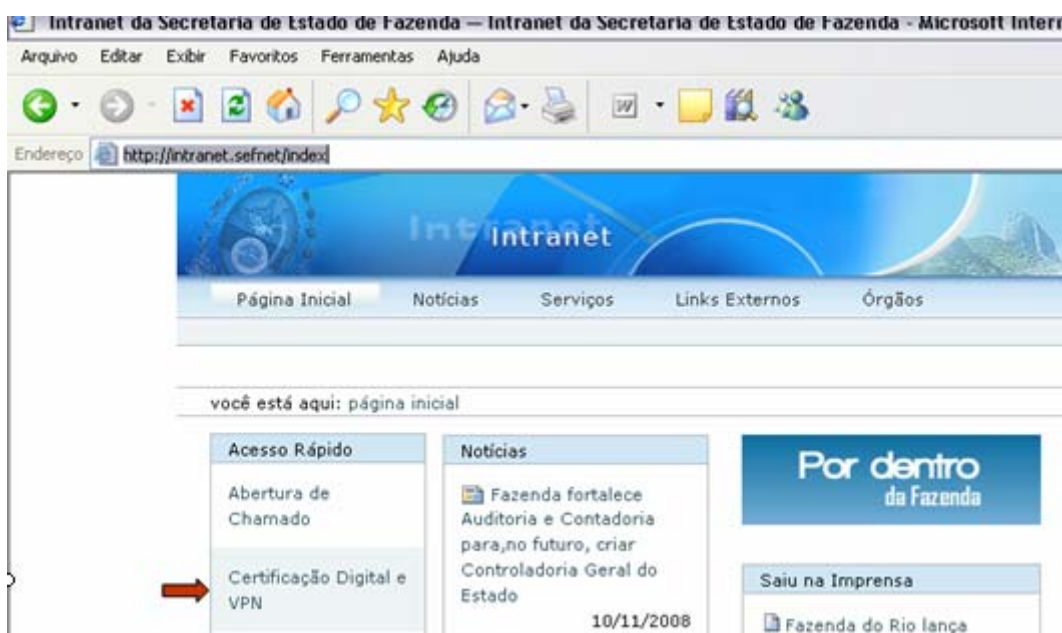 Intranet da Secretaria de Estado de Fazenda — Intranet da Secretaria de Estado de Fazenda - Microsoft Intern
Arquivo Editar Exibir Favoritos Ferramentas Ajuda
Endereço http://intranet.sefnet/index
Intranet
Página Inicial Notícias Serviços Links Externos Órgãos
você está aqui: página inicial
Acesso Rápido
Abertura de
Chamado
Certificação Digital e
VPN
Notícias
Fazenda fortalece
Auditoria e Contadoria
para,no futuro, criar
Controladoria Geral do
Estado
10/11/2008
Por dentro
da Fazenda
Saiu na Imprensa
Fazenda do Rio lança